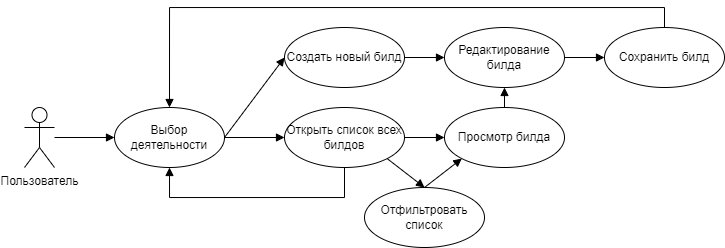 Создать новый билд
Редактирование
билда
Сохранить билд
Выбор
деятельности
Открыть список всех
билдов
Просмотр билда
Пользователь
Отфильтровать
список